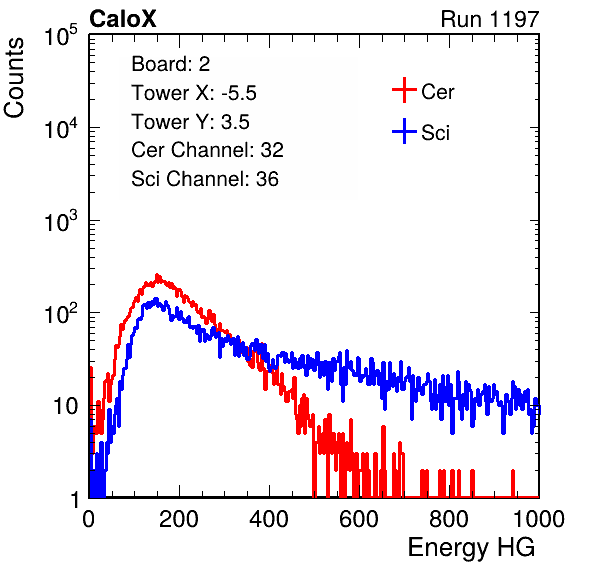 CaloX Run 1197
Counts
10^5
10^4
10^3
10^2
10
1
Board: 2
Tower X: -5.5
Tower Y: 3.5
Cer Channel: 32
Sci Channel: 36
Cer
Sci
0 200 400 600 800 1000
Energy HG